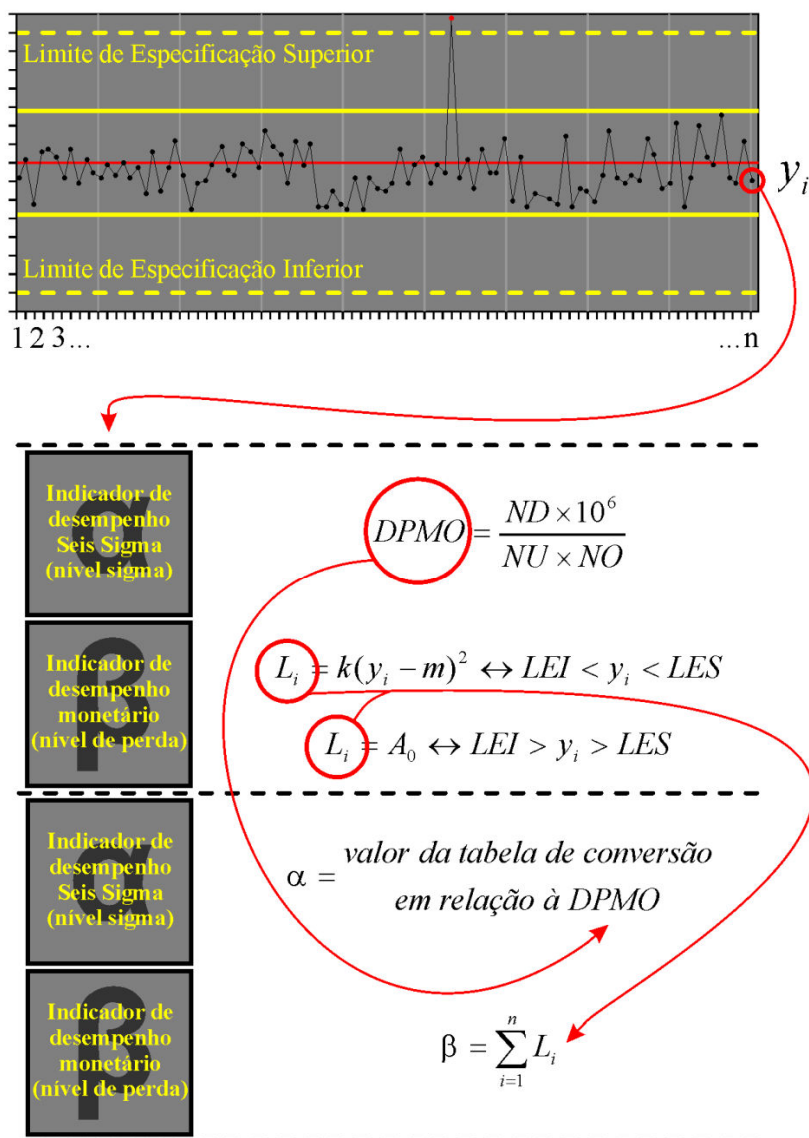 Limite de Especificação Superior
y_i
Limite de Especificação Inferior
1 2 3 ... ... n
Indicador de
desempenho
Seis Sigma
(nível sigma)
α
DPMO = \frac{ND × 10^6}{NU × NO}
Indicador de
desempenho
monetário
(nível de perda)
β
L_i = k(y_i − m)^2 ↔ LEI < y_i < LES
L_i = A_0 ↔ LEI > y_i > LES
Indicador de
desempenho
Seis Sigma
(nível sigma)
α
α = valor da tabela de conversão
em relação à DPMO
Indicador de
desempenho
monetário
(nível de perda)
β
β = \sum_{i=1}^{n} L_i